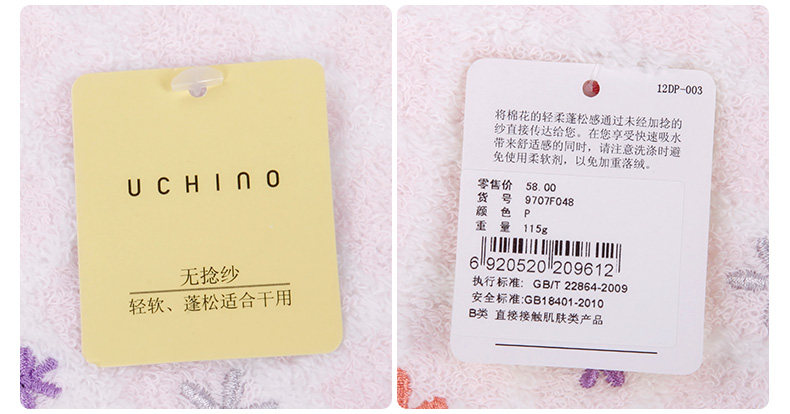 UCHINO
无捻纱
轻软、蓬松适合干用
12DP-003
将棉花的轻柔蓬松感通过未经加捻的
纱直接传达给您。在您享受快速吸水
带来舒适感的同时，请注意洗涤时避
免使用柔软剂，以免加重落绒。
零售价 58.00
货 号 9707F048
颜 色 P
重 量 115g
6 920520 209612
执行标准: GB/T 22864-2009
安全标准:GB18401-2010
B类 直接接触肌肤类产品